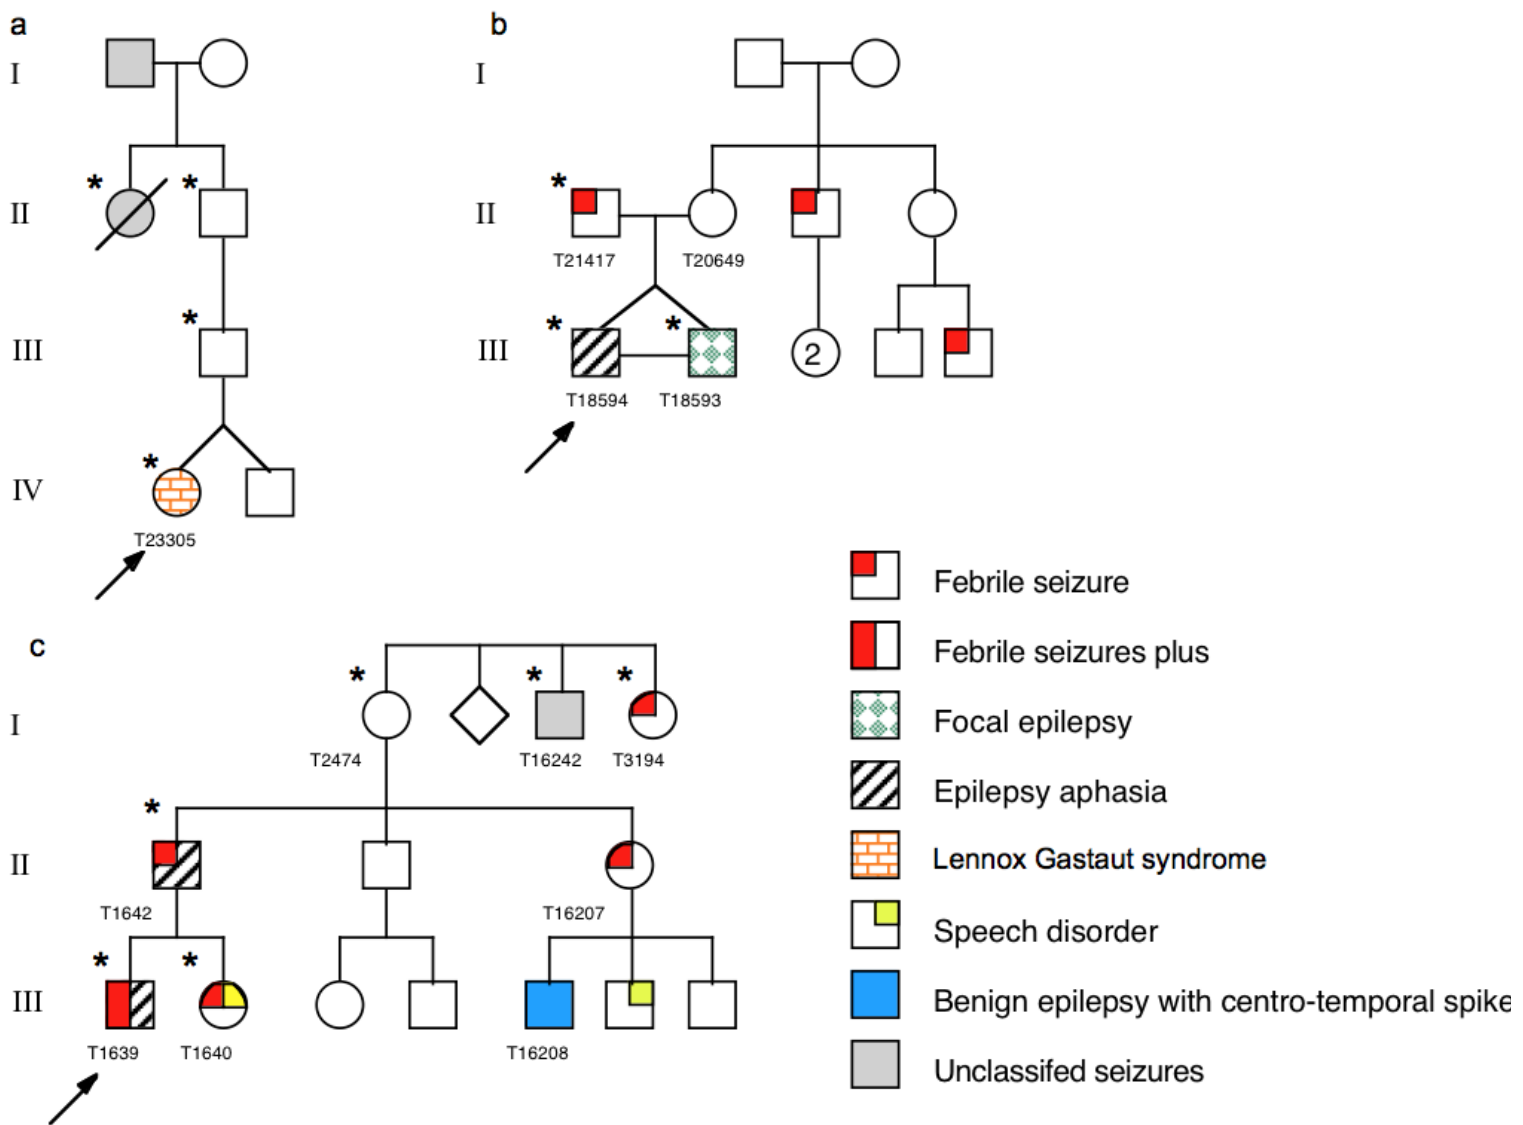 a
I
*
*
II
*
III
*
IV
T23305
b
I
*
II
T21417 T20649
*
*
III
2
T18594 T18593
c
*
*
*
I
T2474 T16242 T3194
*
II
T1642 T16207
*
*
III
T1639 T1640 T16208
Febrile seizure
Febrile seizures plus
Focal epilepsy
Epilepsy aphasia
Lennox Gastaut syndrome
Speech disorder
Benign epilepsy with centro-temporal spike
Unclassifed seizures